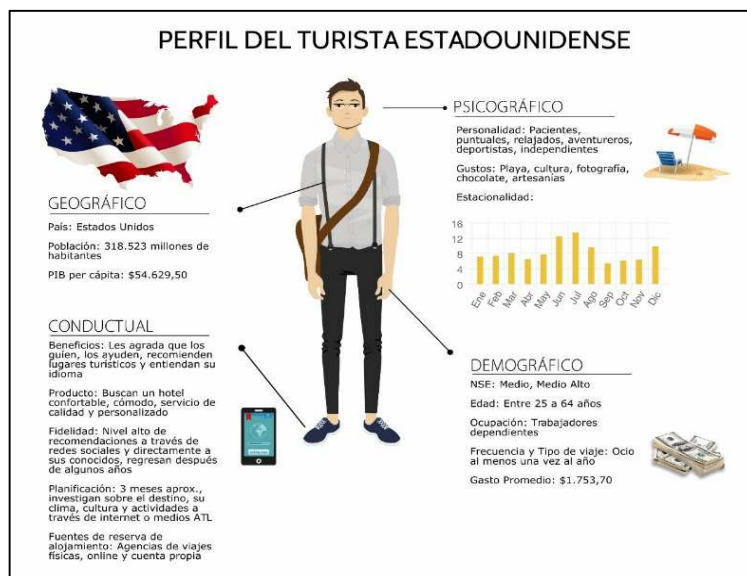 PERFIL DEL TURISTA ESTADOUNIDENSE
GEOGRÁFICO
País: Estados Unidos
Población: 318.523 millones de
habitantes
PIB per cápita: $54.629,50
CONDUCTUAL
Beneficios: Les agrada que los
guíen, los ayuden, recomienden
lugares turísticos y entiendan su
idioma
Producto: Buscan un hotel
confortable, cómodo, servicio de
calidad y personalizado
Fidelidad: Nivel alto de
recomendaciones a través de
redes sociales y directamente a
sus conocidos, regresan después
de algunos años
Planificación: 3 meses aprox.,
investigan sobre el destino, su
clima, cultura y actividades a
través de internet o medios ATL
Fuentes de reserva de
alojamiento: Agencias de viajes
físicas, online y cuenta propia
PSICOGRÁFICO
Personalidad: Pacientes,
puntuales, relajados, aventureros,
deportistas, independientes
Gustos: Playa, cultura, fotografía,
chocolate, artesanías
Estacionalidad:
16
12
8
4
0
Ene Feb Mar Abr May Jun Jul Ago Sep Oct Nov Dic
DEMOGRÁFICO
NSE: Medio, Medio Alto
Edad: Entre 25 a 64 años
Ocupación: Trabajadores
dependientes
Frecuencia y Tipo de viaje: Ocio
al menos una vez al año
Gasto Promedio: $1.753,70